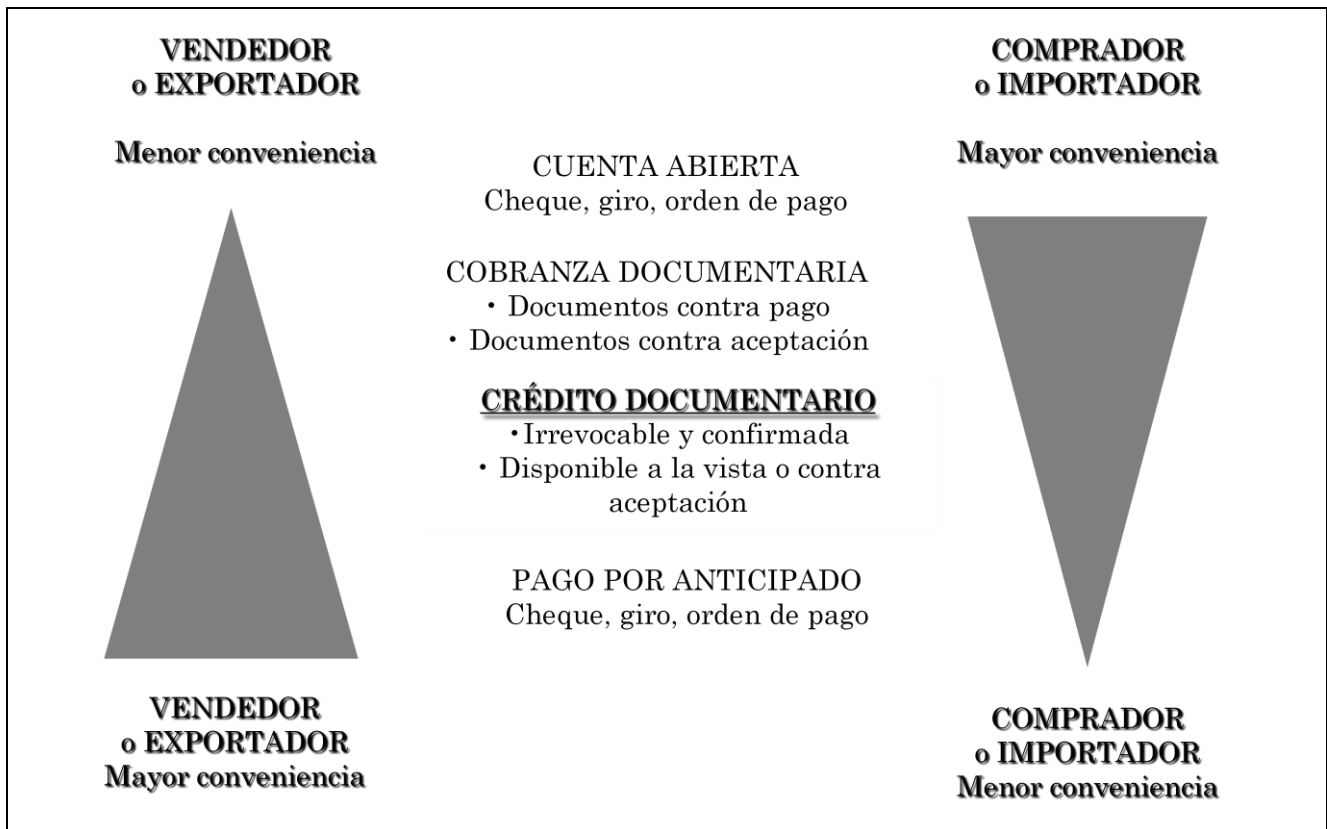 VENDEDOR
o EXPORTADOR
Menor conveniencia
COMPRADOR
o IMPORTADOR
Mayor conveniencia
CUENTA ABIERTA
Cheque, giro, orden de pago
COBRANZA DOCUMENTARIA
• Documentos contra pago
• Documentos contra aceptación
CRÉDITO DOCUMENTARIO
•Irrevocable y confirmada
• Disponible a la vista o contra
aceptación
PAGO POR ANTICIPADO
Cheque, giro, orden de pago
VENDEDOR
o EXPORTADOR
Mayor conveniencia
COMPRADOR
o IMPORTADOR
Menor conveniencia